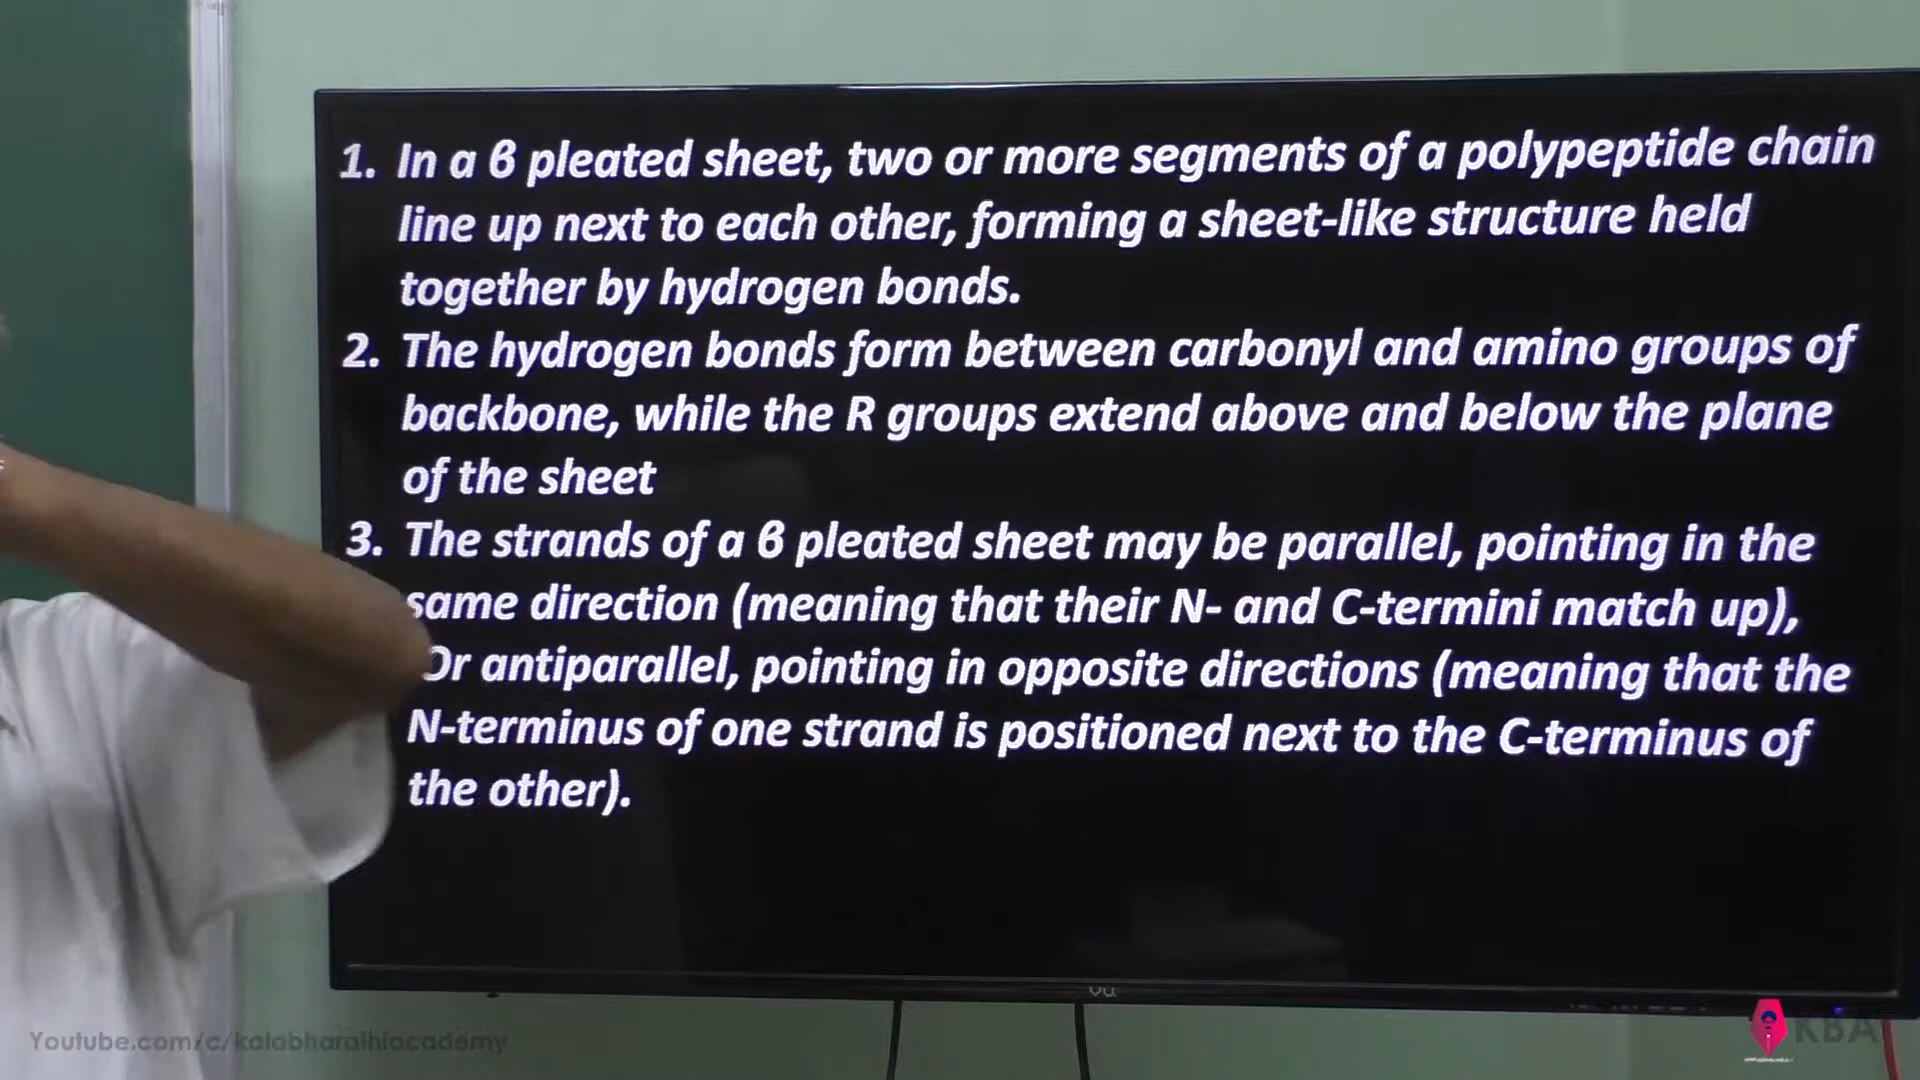 1. In a β pleated sheet, two or more segments of a polypeptide chain
line up next to each other, forming a sheet-like structure held
together by hydrogen bonds.
2. The hydrogen bonds form between carbonyl and amino groups of
backbone, while the R groups extend above and below the plane
of the sheet
3. The strands of a β pleated sheet may be parallel, pointing in the
same direction (meaning that their N- and C-termini match up),
Or antiparallel, pointing in opposite directions (meaning that the
N-terminus of one strand is positioned next to the C-terminus of
the other).
Vu
Youtube.com/c/kalabharathiacademy
KBA